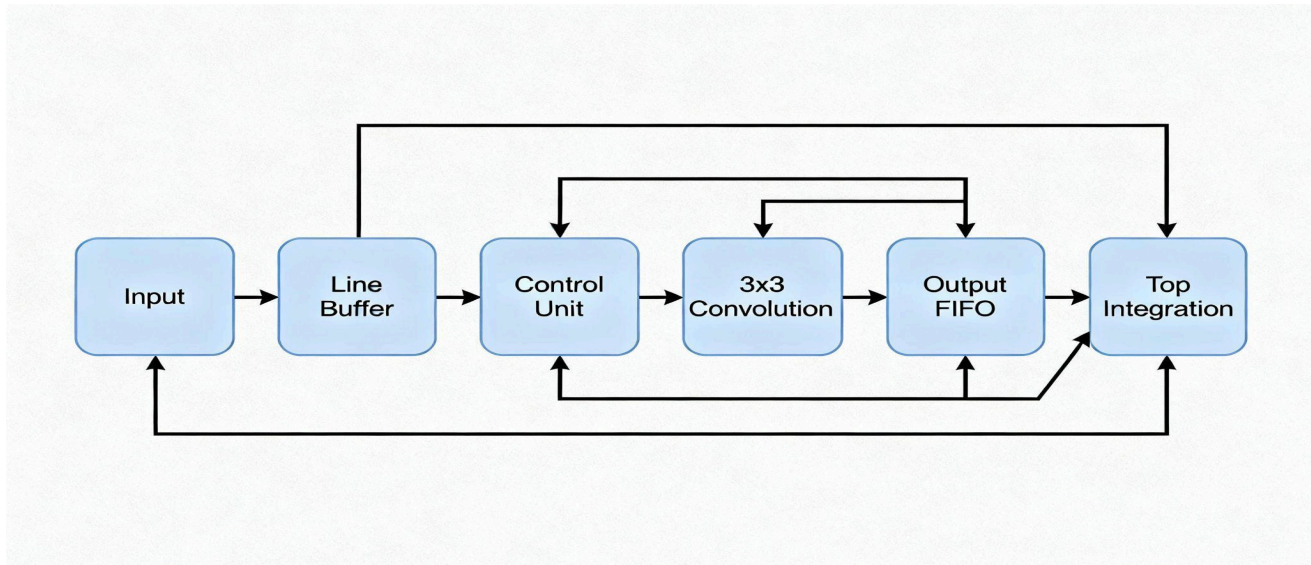 Input
Line
Buffer
Control
Unit
3x3
Convolution
Output
FIFO
Top
Integration